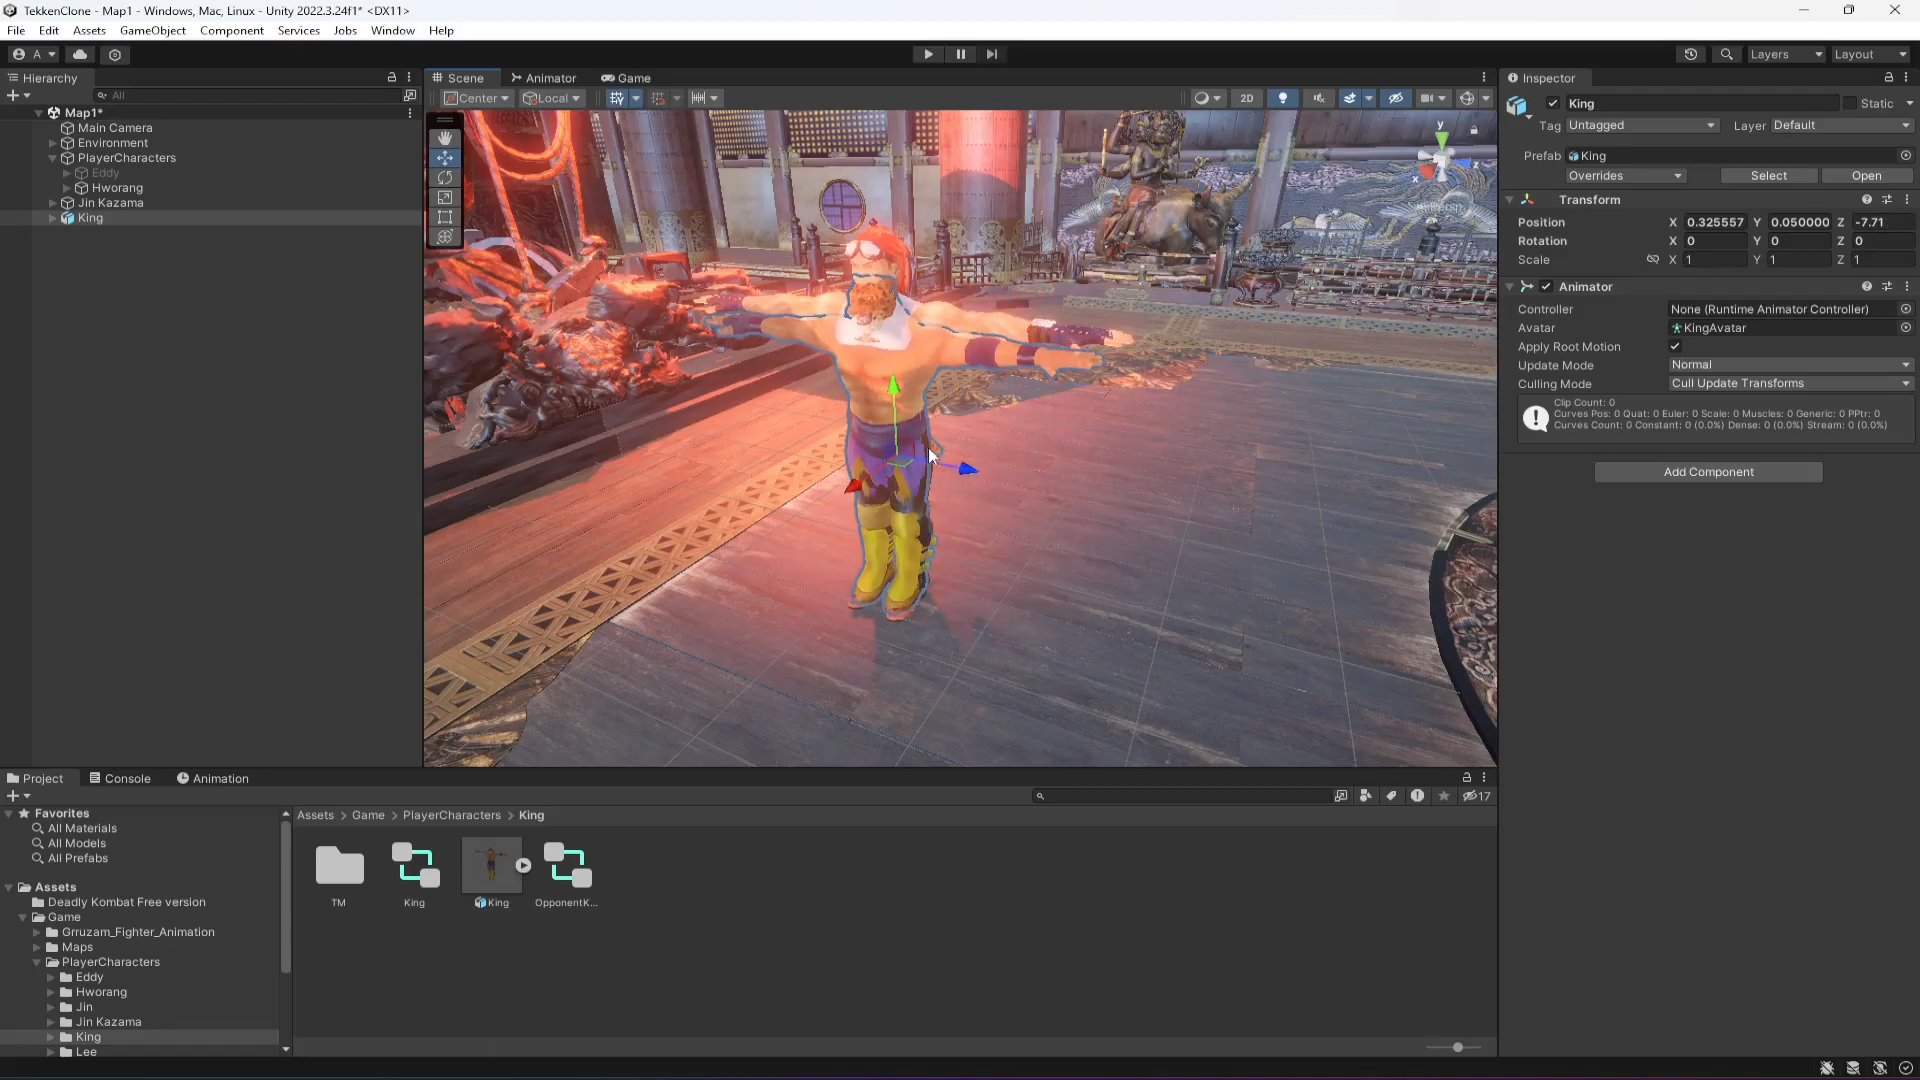 TekkenClone - Map1 - Windows, Mac, Linux - Unity 2022.3.24f1* <DX11>
File Edit Assets GameObject Component Services Jobs Window Help
A Layers Layout
Hierarchy
All
Map1*
Main Camera
Environment
PlayerCharacters
Eddy
Hworang
Jin Kazama
King
Scene Animator Game
Center Local 2D
y
z
x
Inspector
King Static
Tag Untagged Layer Default
Prefab King
Overrides Select Open
Transform
Position X 0.325557 Y 0.050000 Z -7.71
Rotation X 0 Y 0 Z 0
Scale X 1 Y 1 Z 1
Animator
Controller None (Runtime Animator Controller)
Avatar KingAvatar
Apply Root Motion
Update Mode Normal
Culling Mode Cull Update Transforms
Clip Count: 0
Curves Pos: 0 Quat: 0 Euler: 0 Scale: 0 Muscles: 0 Generic: 0 PPtr: 0
Curves Count: 0 Constant: 0 (0.0%) Dense: 0 (0.0%) Stream: 0 (0.0%)
Add Component
Project Console Animation
17
Favorites
All Materials
All Models
All Prefabs
Assets
Deadly Kombat Free version
Game
Grruzam_Fighter_Animation
Maps
PlayerCharacters
Eddy
Hworang
Jin
Jin Kazama
King
Lee
Assets > Game > PlayerCharacters > King
TM King King OpponentK...